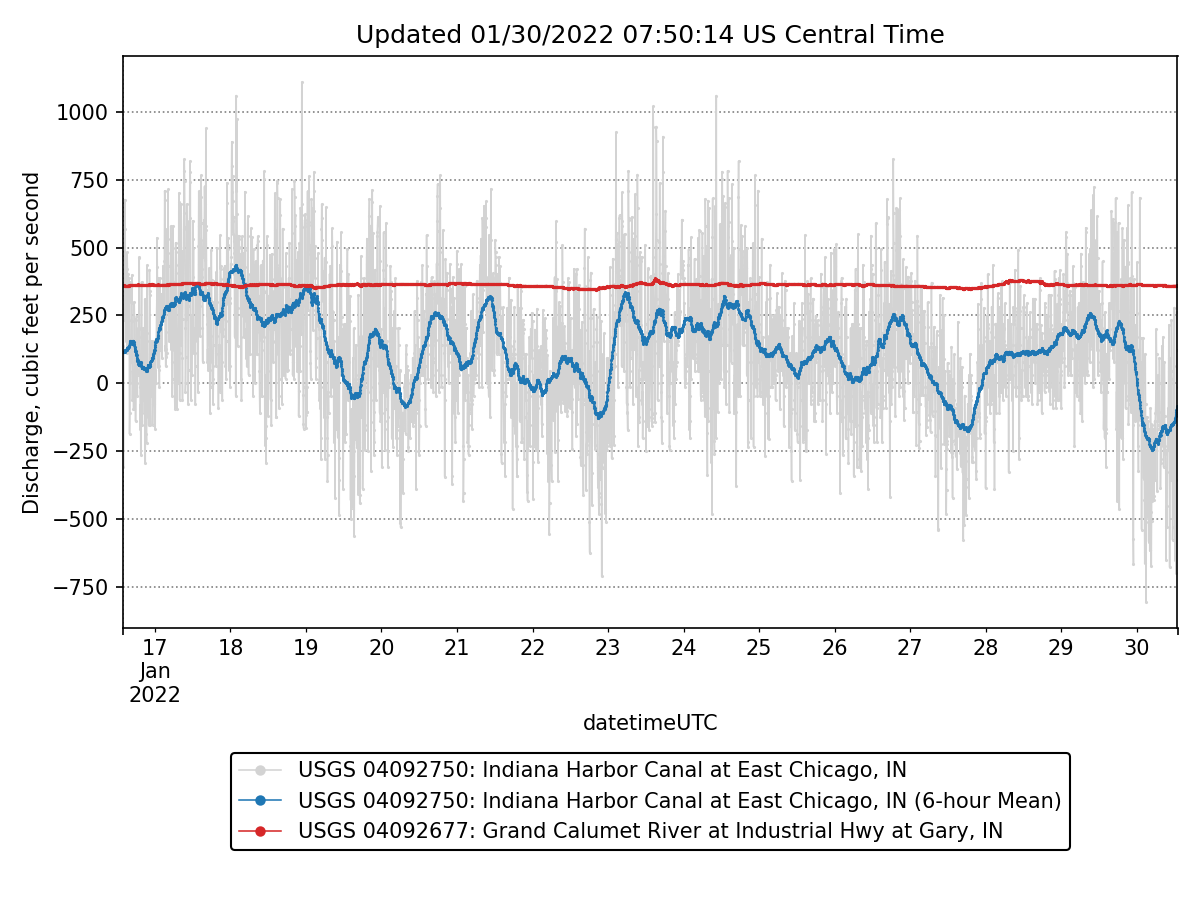 Updated 01/30/2022 07:50:14 US Central Time
Discharge, cubic feet per second
1000
750
500
250
0
−250
−500
−750
17 18 19 20 21 22 23 24 25 26 27 28 29 30
Jan
2022
datetimeUTC
USGS 04092750: Indiana Harbor Canal at East Chicago, IN
USGS 04092750: Indiana Harbor Canal at East Chicago, IN (6-hour Mean)
USGS 04092677: Grand Calumet River at Industrial Hwy at Gary, IN